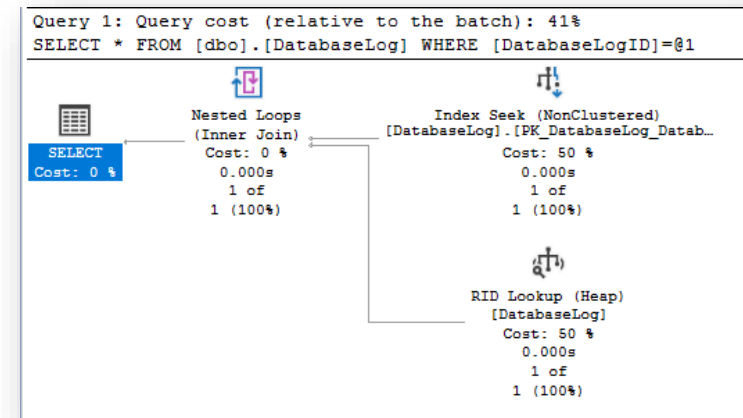 Query 1: Query cost (relative to the batch): 41%
SELECT * FROM [dbo].[DatabaseLog] WHERE [DatabaseLogID]=@1
SELECT
Cost: 0 %
Nested Loops
(Inner Join)
Cost: 0 %
0.000s
1 of
1 (100%)
Index Seek (NonClustered)
[DatabaseLog].[PK_DatabaseLog_Datab…
Cost: 50 %
0.000s
1 of
1 (100%)
RID Lookup (Heap)
[DatabaseLog]
Cost: 50 %
0.000s
1 of
1 (100%)